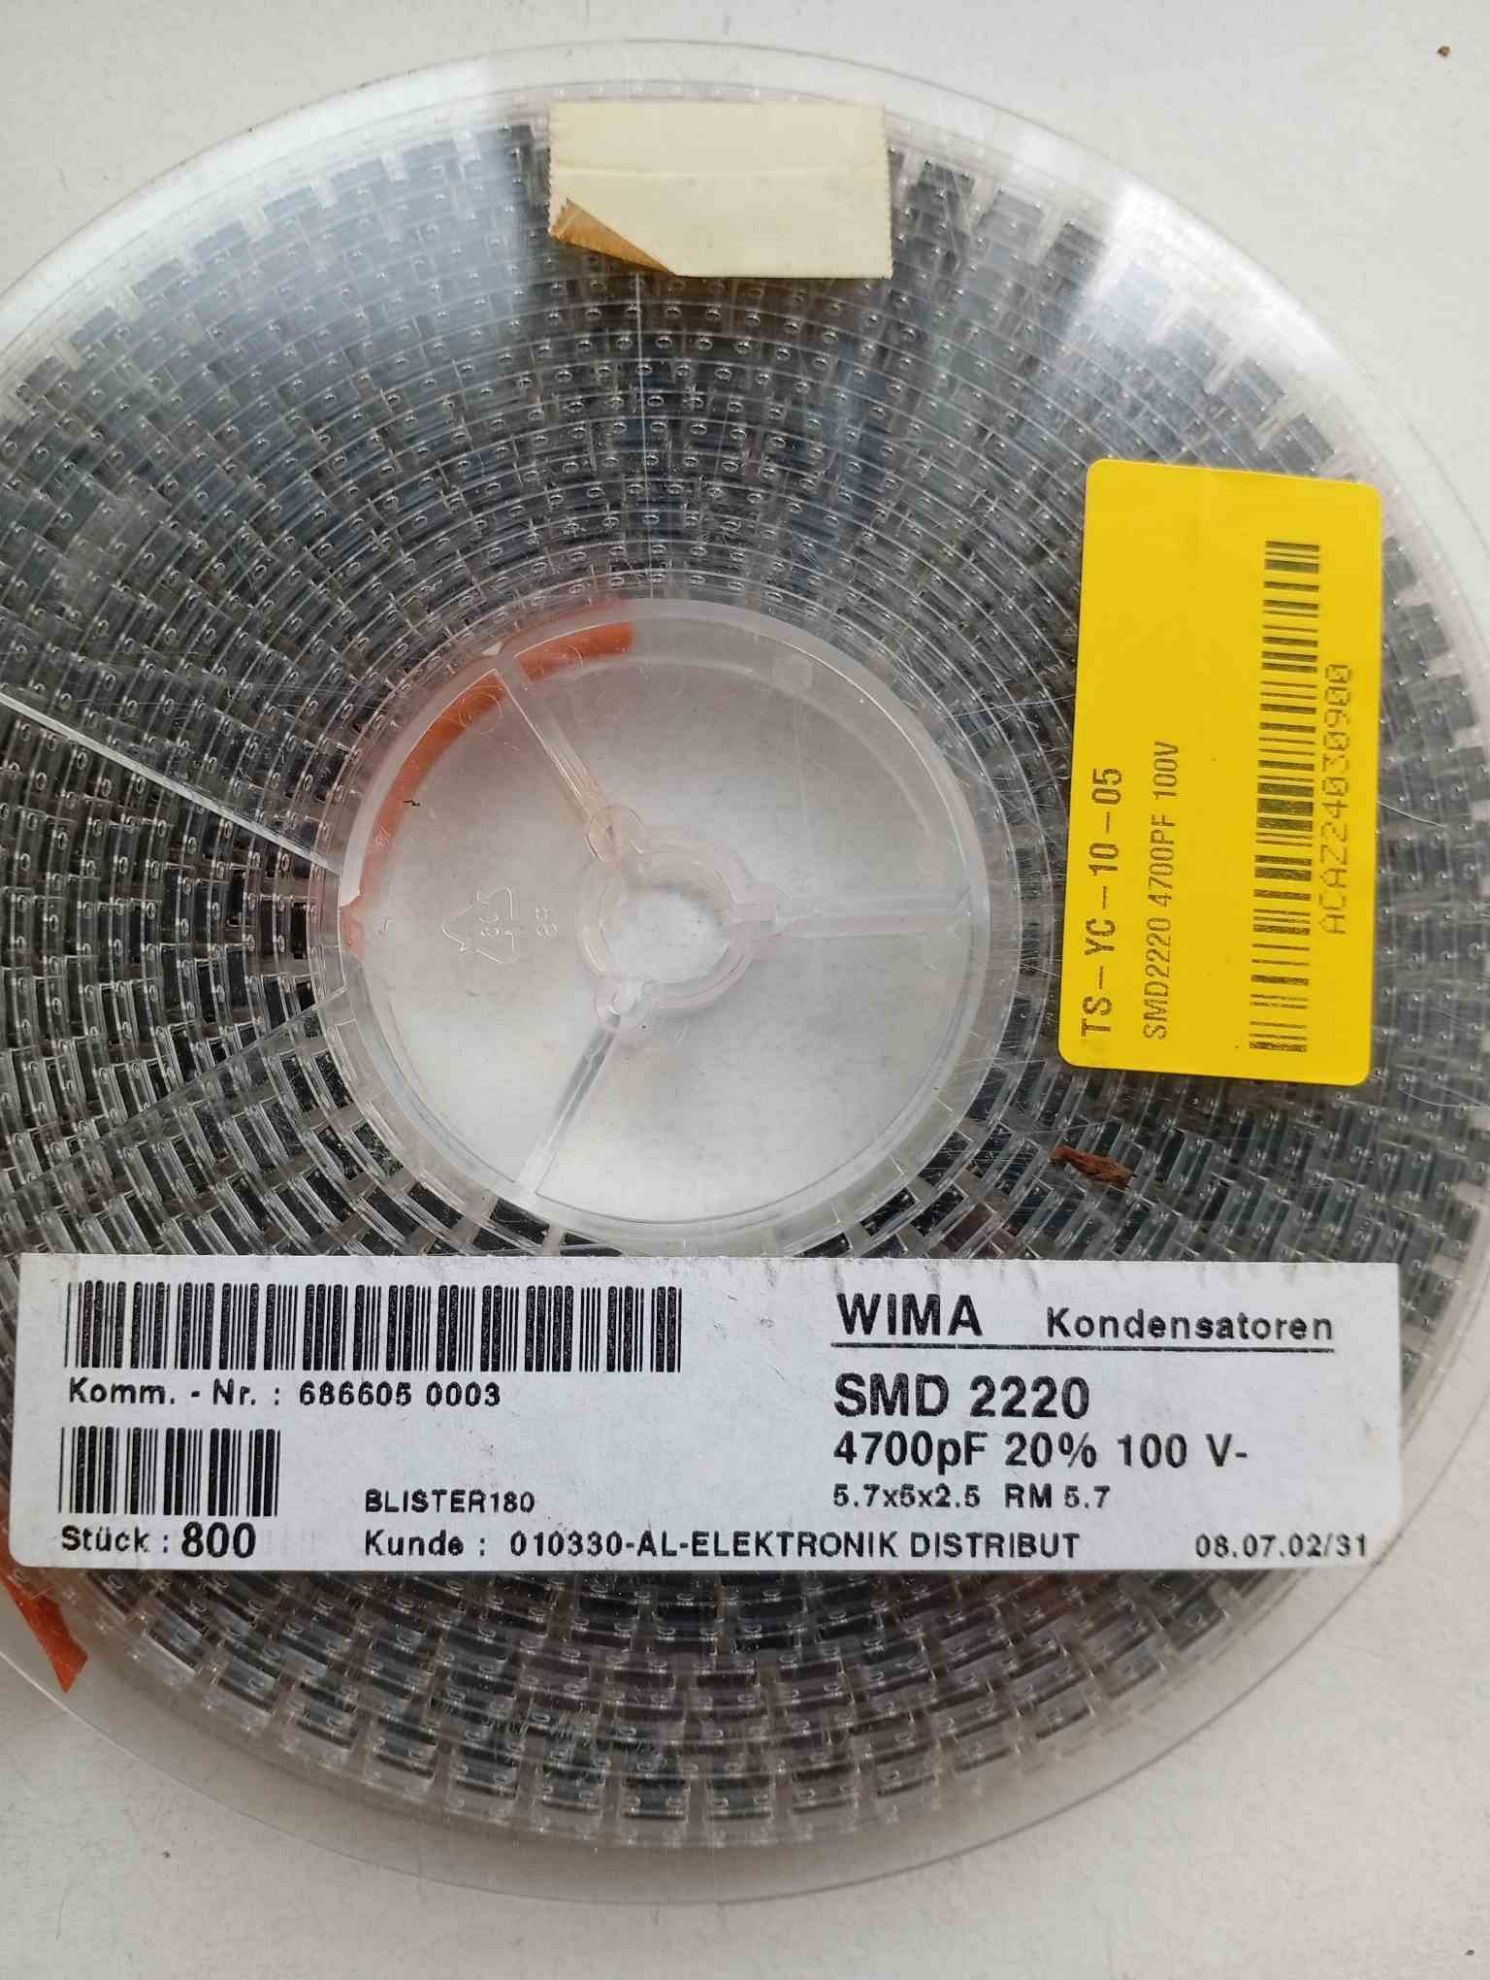 TS-YC-10-05
SMD2220 4700PF 100V
ACAZ24030900
WIMA Kondensatoren
Komm. - Nr. : 686605 0003
SMD 2220
4700pF 20% 100 V-
5.7x5x2.5 RM 5.7
BLISTER180
Stück : 800
Kunde : 010330-AL-ELEKTRONIK DISTRIBUT
08.07.02/31